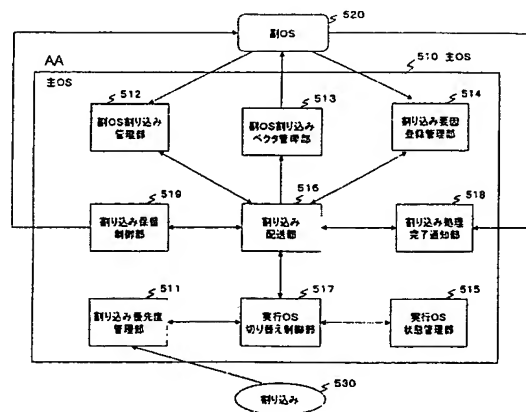 520
副OS
510 主OS
AA
主OS
512
副OS割り込み
管理部
513
副OS割り込み
ベクタ管理部
514
割り込み要因
登録管理部
519
割り込み保留
制御部
516
割り込み
配送部
518
割り込み処理
完了通知部
511
割り込み優先度
管理部
517
実行OS
切り替え制御部
515
実行OS
状態管理部
530
割り込み